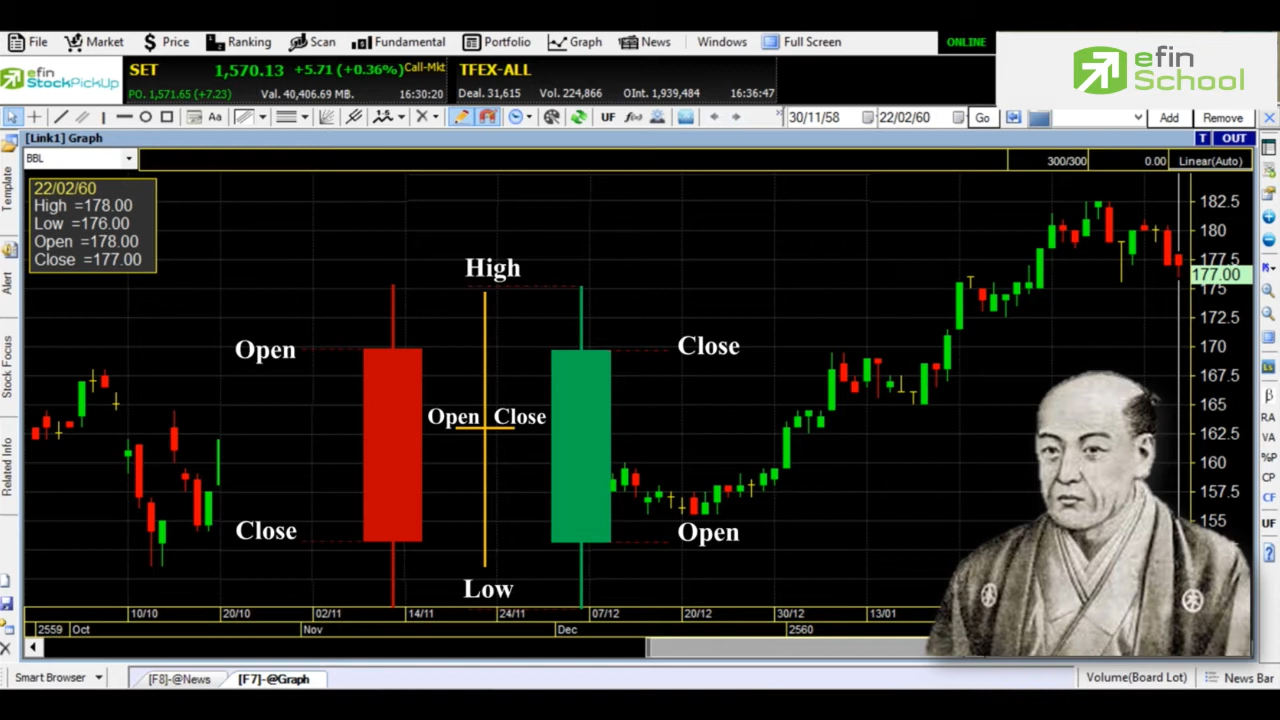 File Market Price Ranking Scan Fundamental Portfolio Graph News Windows Full Screen ONLINE
efin School
efin StockPickUp
SET 1,570.13 +5.71 (+0.36%) Call-Mkt
PO. 1,571.65 (+7.23) Val. 40,406.69 MB. 16:30:20
TFEX-ALL
Deal. 31,615 Vol. 224,866 OInt. 1,939,484 16:36:47
Aa UF f(x) 30/11/58 22/02/60 Go Add Remove
[Link1] Graph T OUT
BBL 300/300 0.00 Linear(Auto)
Template
Alert
Stock Focus
Related Info
22/02/60
High =178.00
Low =176.00
Open =178.00
Close =177.00
High
Open
Close
Open Close
Close
Open
Low
182.5
180
177.5
177.00
175
172.5
170
167.5
165
162.5
160
157.5
155
Ls
β
RA
VA
%P
CP
CF
UF
10/10 20/10 02/11 14/11 24/11 07/12 20/12 30/12 13/01
2559 Oct Nov Dec 2560
Smart Browser [F8]-@News [F7]-@Graph Volume(Board Lot) News Bar